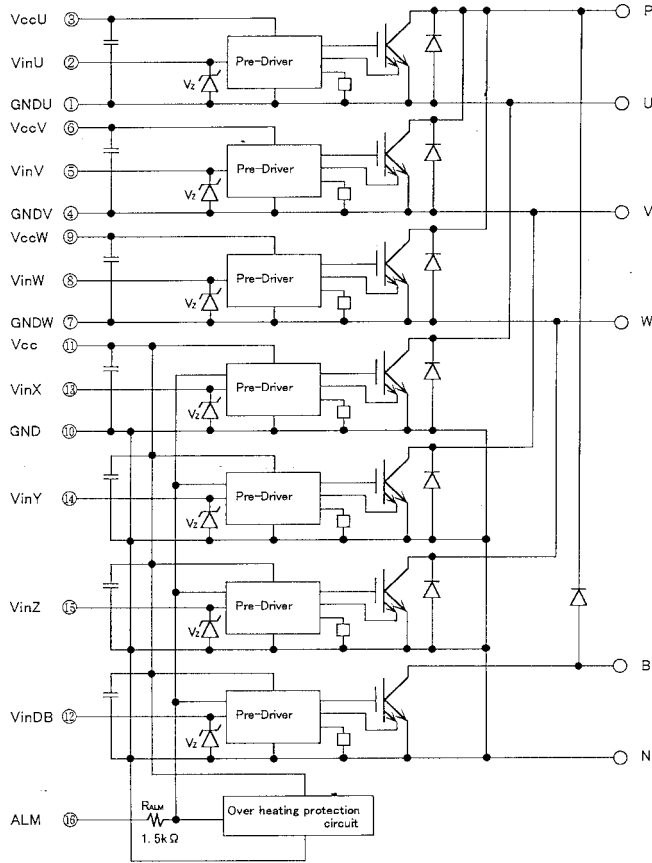 VccU ③
P
VinU ②
Pre-Driver
Vz
GNDU ①
U
VccV ⑥
VinV ⑤
Pre-Driver
Vz
GNDV ④
V
VccW ⑨
VinW ⑧
Pre-Driver
Vz
GNDW ⑦
W
Vcc ⑪
VinX ⑬
Pre-Driver
Vz
GND ⑩
VinY ⑭
Pre-Driver
Vz
VinZ ⑮
Pre-Driver
Vz
B
VinDB ⑫
Pre-Driver
Vz
N
RALM
ALM ⑯
1.5kΩ
Over heating protection
circuit